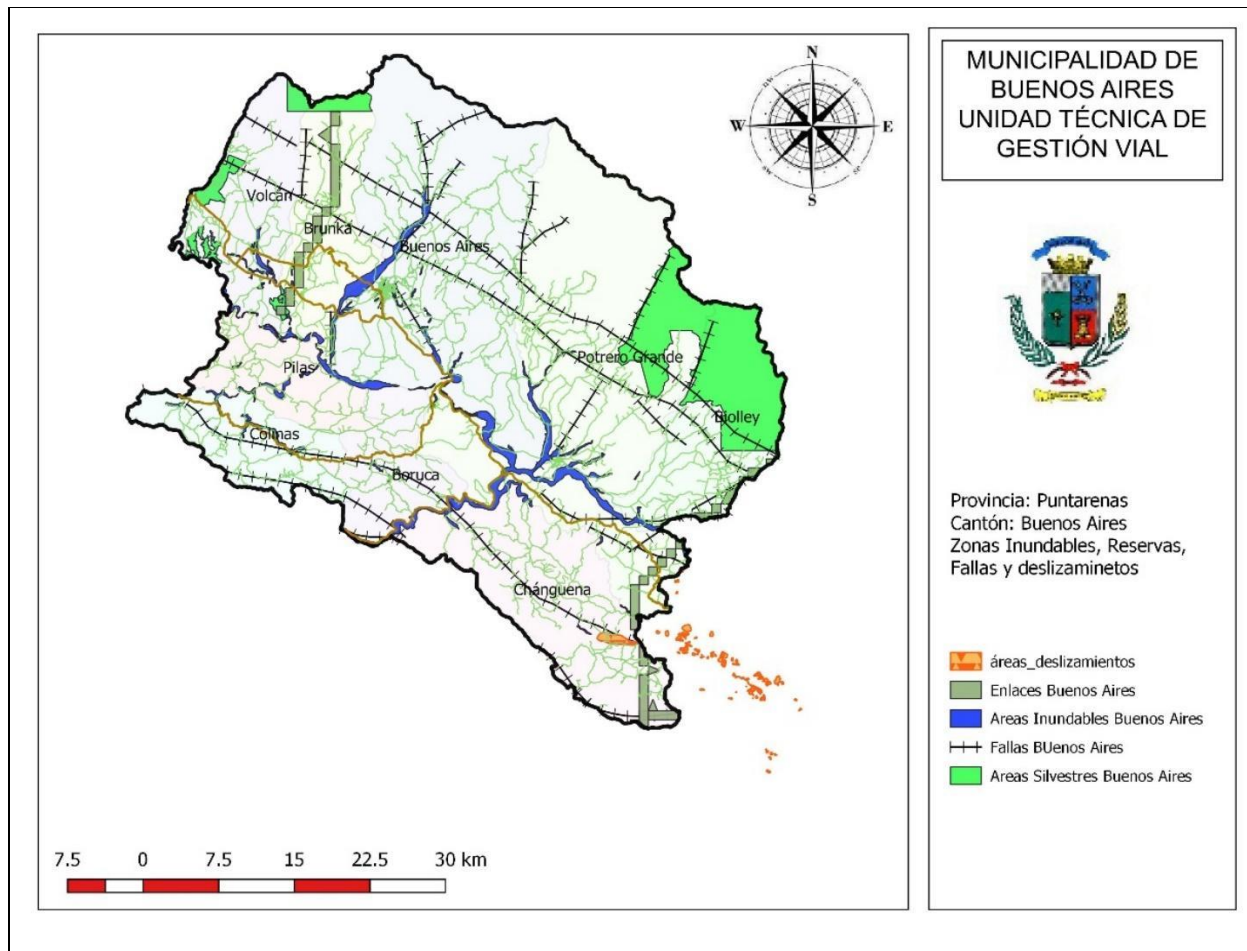 MUNICIPALIDAD DE
BUENOS AIRES
UNIDAD TÉCNICA DE
GESTIÓN VIAL
N
W
E
S
Volcán
Brunka
Buenos Aires
Potrero Grande
Pilas
Biolley
Colinas
Boruca
Chánguena
Provincia: Puntarenas
Cantón: Buenos Aires
Zonas Inundables, Reservas,
Fallas y deslizaminetos
áreas_deslizamientos
Enlaces Buenos Aires
Areas Inundables Buenos Aires
Fallas BUenos Aires
Areas Silvestres Buenos Aires
7.5 0 7.5 15 22.5 30 km